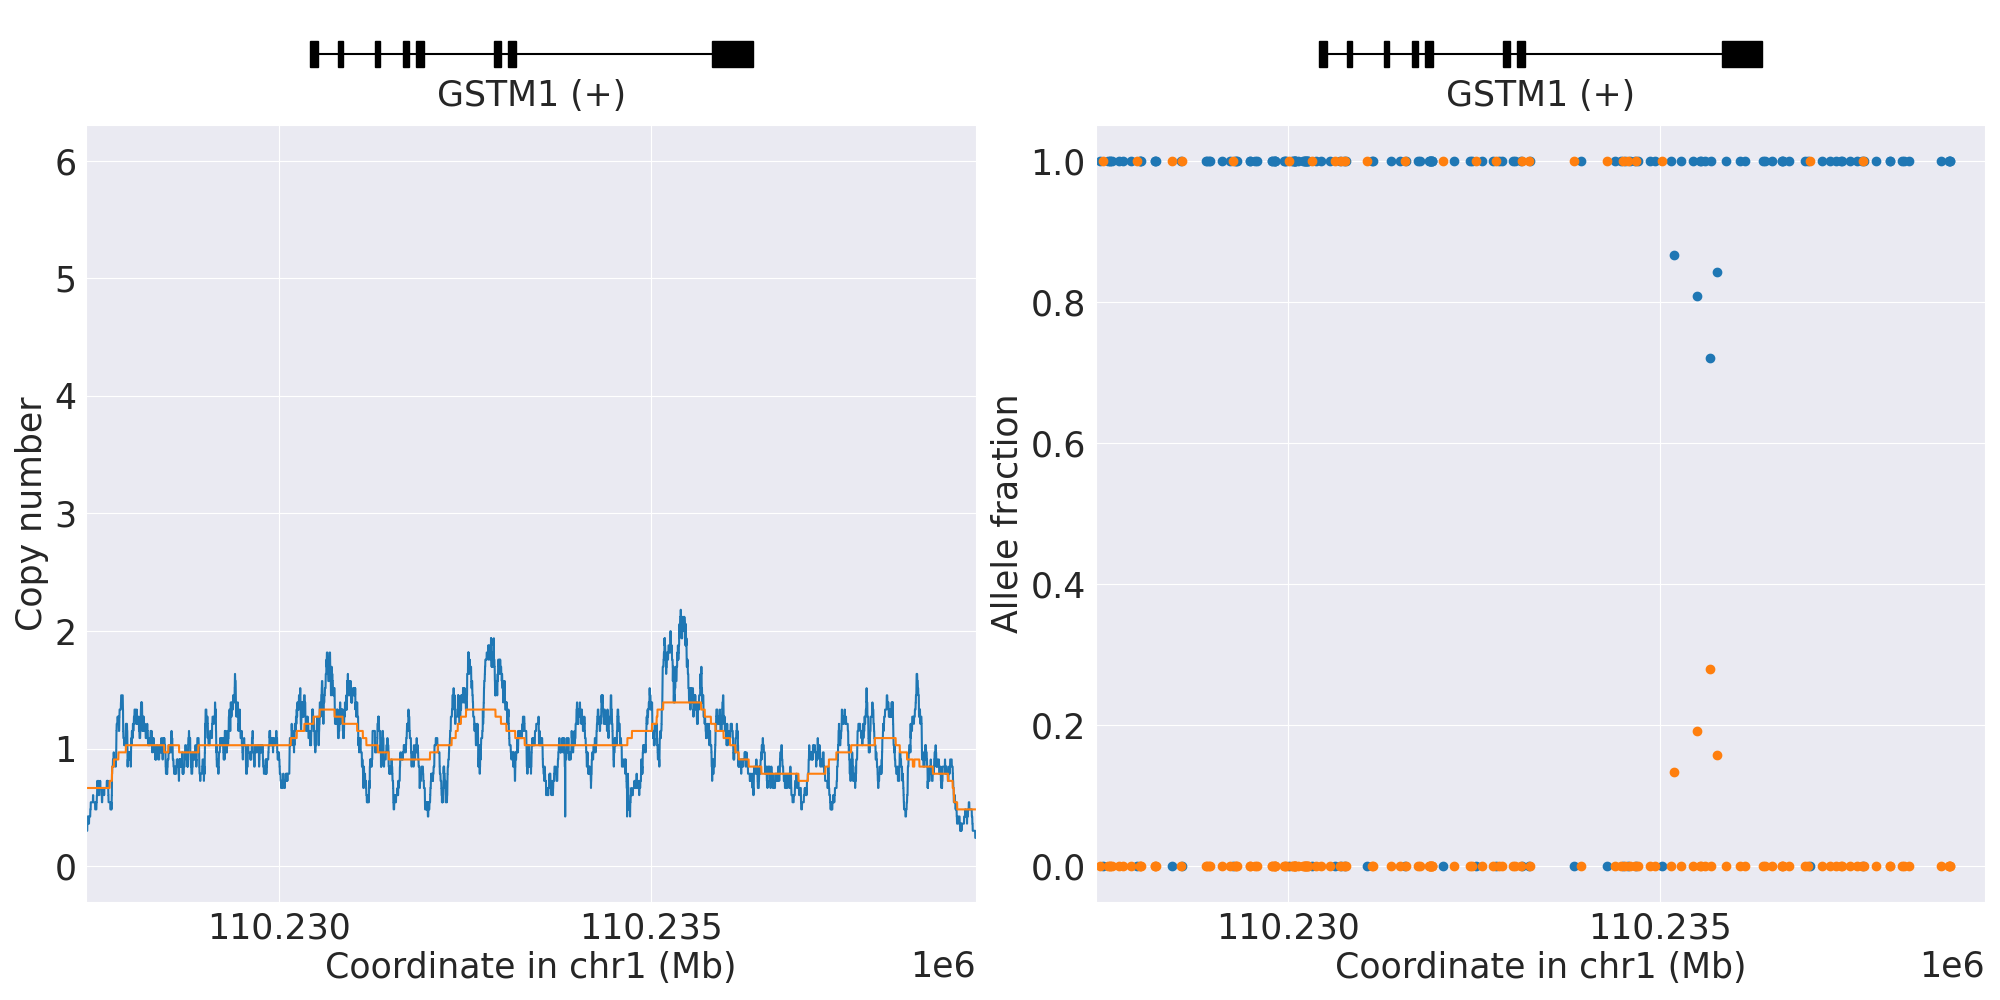 GSTM1 (+)
6
5
4
3
2
1
0
Copy number
110.230
110.235
Coordinate in chr1 (Mb)
1e6
GSTM1 (+)
1.0
0.8
0.6
0.4
0.2
0.0
Allele fraction
110.230
110.235
Coordinate in chr1 (Mb)
1e6